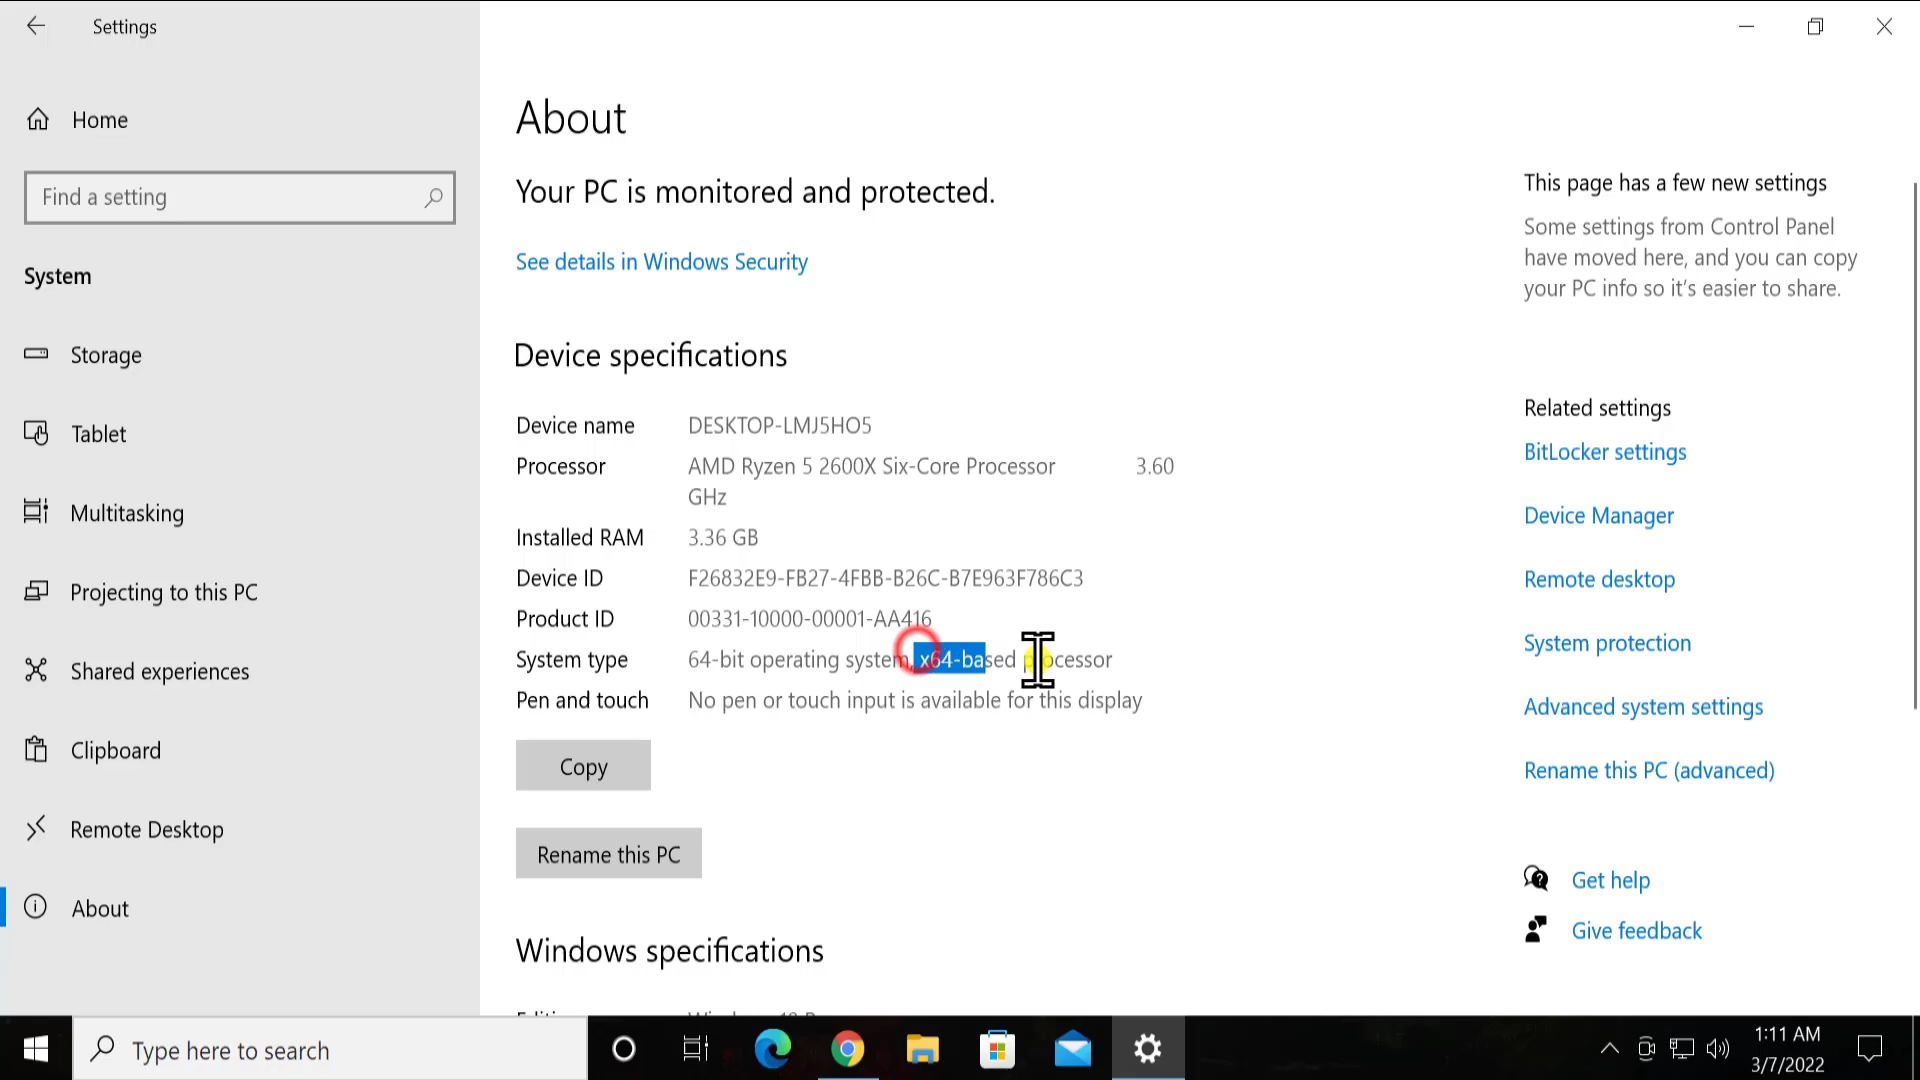 Settings
Home
Find a setting
System
Storage
Tablet
Multitasking
Projecting to this PC
Shared experiences
Clipboard
Remote Desktop
About
About
Your PC is monitored and protected.
See details in Windows Security
Device specifications
Device name DESKTOP-LMJ5HO5
Processor AMD Ryzen 5 2600X Six-Core Processor 3.60
GHz
Installed RAM 3.36 GB
Device ID F26832E9-FB27-4FBB-B26C-B7E963F786C3
Product ID 00331-10000-00001-AA416
System type 64-bit operating system, x64-based processor
Pen and touch No pen or touch input is available for this display
Copy
Rename this PC
Windows specifications
This page has a few new settings
Some settings from Control Panel
have moved here, and you can copy
your PC info so it's easier to share.
Related settings
BitLocker settings
Device Manager
Remote desktop
System protection
Advanced system settings
Rename this PC (advanced)
Get help
Give feedback
Type here to search
1:11 AM
3/7/2022